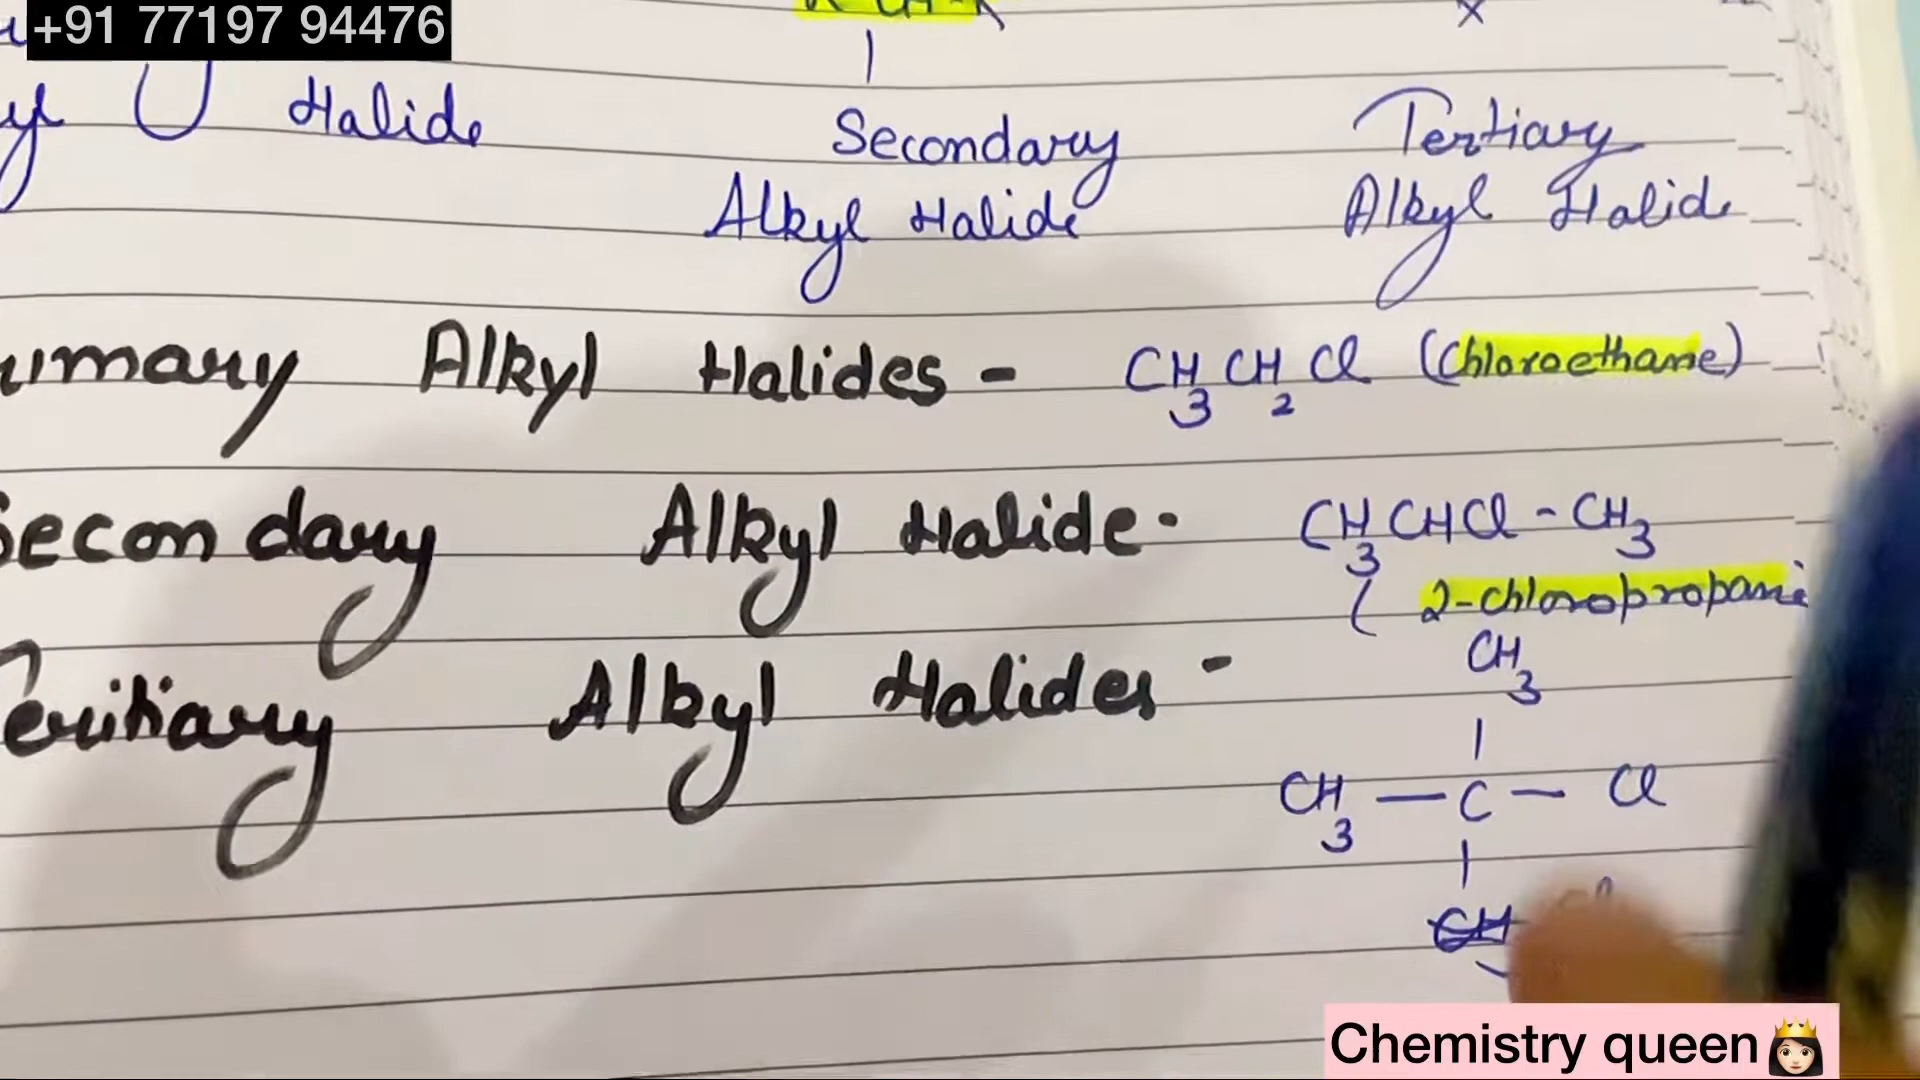 +91 77197 94476
Halide
Secondary Alkyl Halide
Tertiary Alkyl Halide
Alkyl Halides - CH3CH2Cl (Chloroethane)
Secondary Alkyl Halide - CH3CHCl-CH3
(2-chloropropane
Alkyl Halides -
CH3
|
CH3 — C — Cl
|
Chemistry queen👸🏻